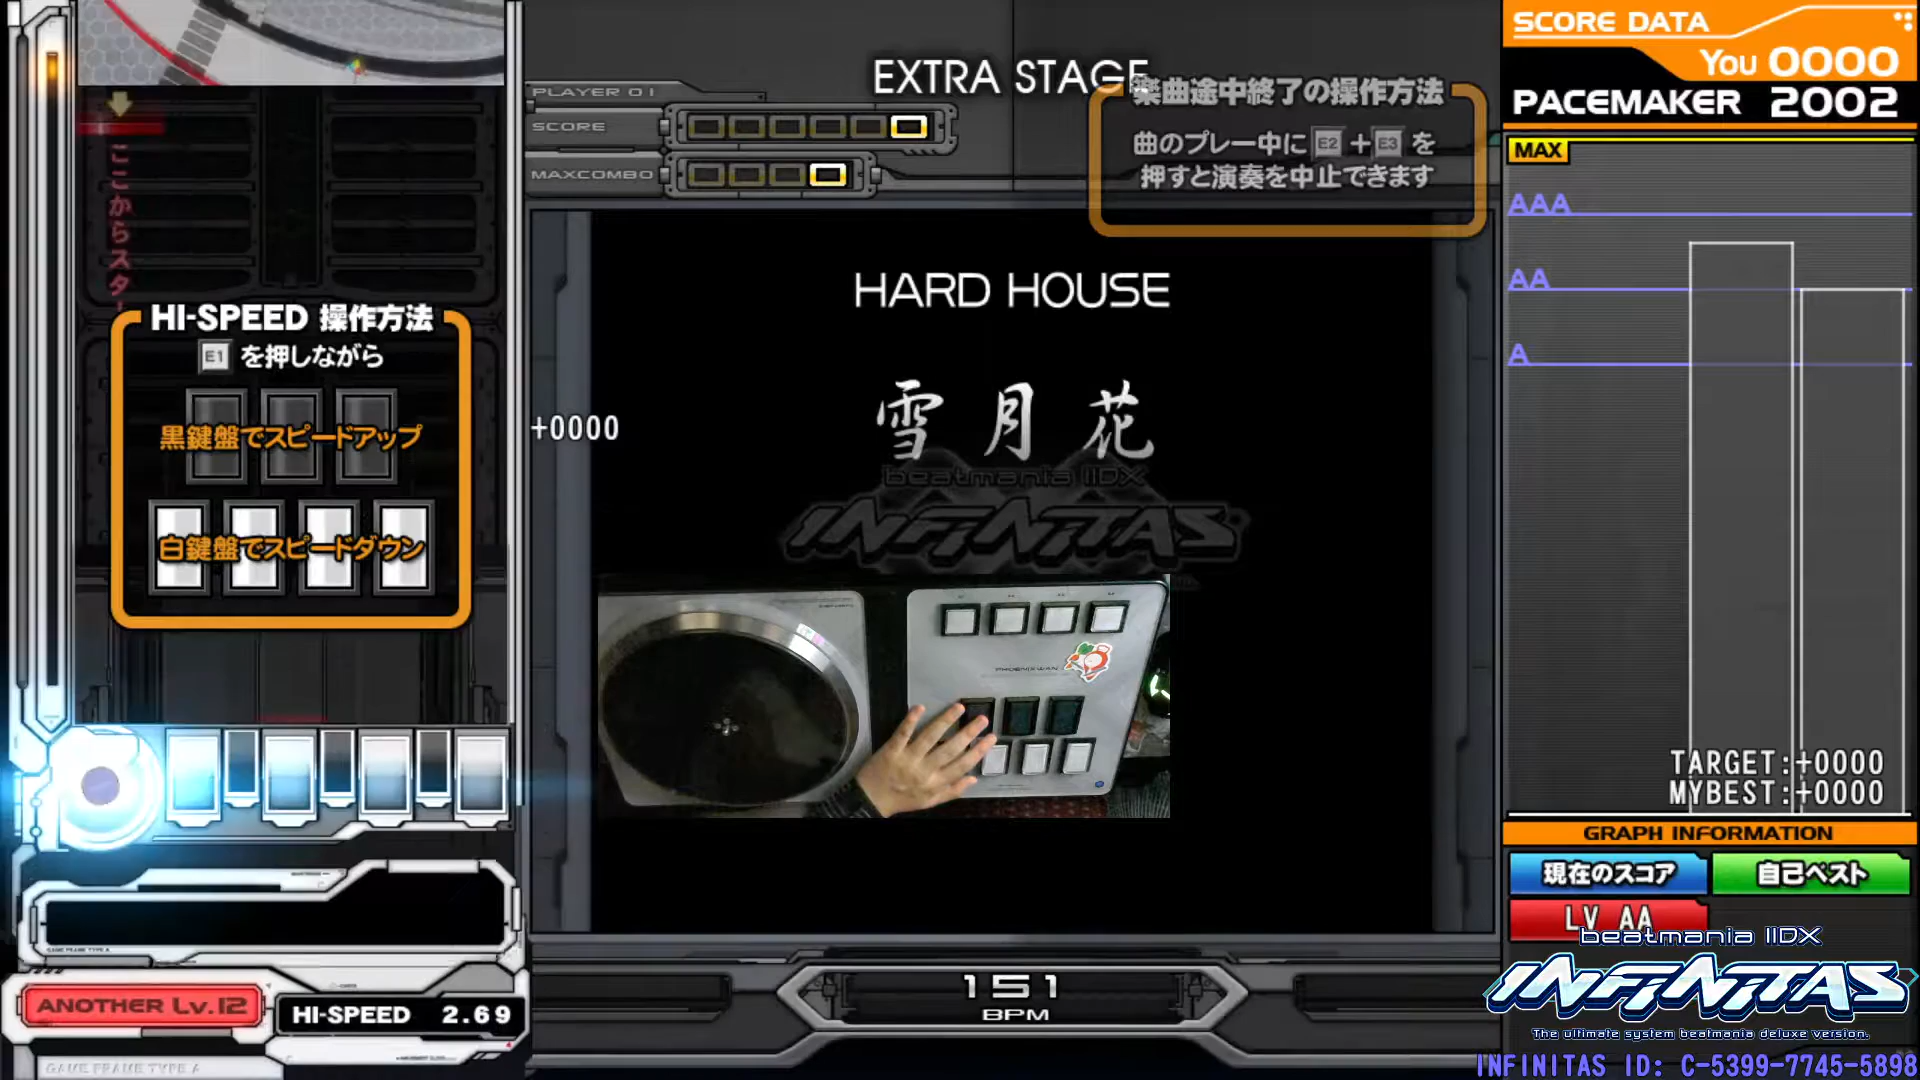 EXTRA STAGE
PLAYER 01
SCORE
MAXCOMBO
楽曲途中終了の操作方法
曲のプレー中に E2 + E3 を
押すと演奏を中止できます
ここからスター
HI-SPEED 操作方法
E1 を押しながら
黒鍵盤でスピードアップ
白鍵盤でスピードダウン
+0000
HARD HOUSE
雪月花
beatmania IIDX
INFINITAS
PHOENIXWAN
SCORE DATA
You 0000
PACEMAKER 2002
MAX
AAA
AA
A
TARGET:+0000
MYBEST:+0000
GRAPH INFORMATION
現在のスコア
自己ベスト
LV AA
beatmania IIDX
INFINITAS
The ultimate system beatmania deluxe version.
INFINITAS ID: C-5399-7745-5898
ANOTHER Lv.12
HI-SPEED 2.69
151
BPM
GAME FRAME TYPE A